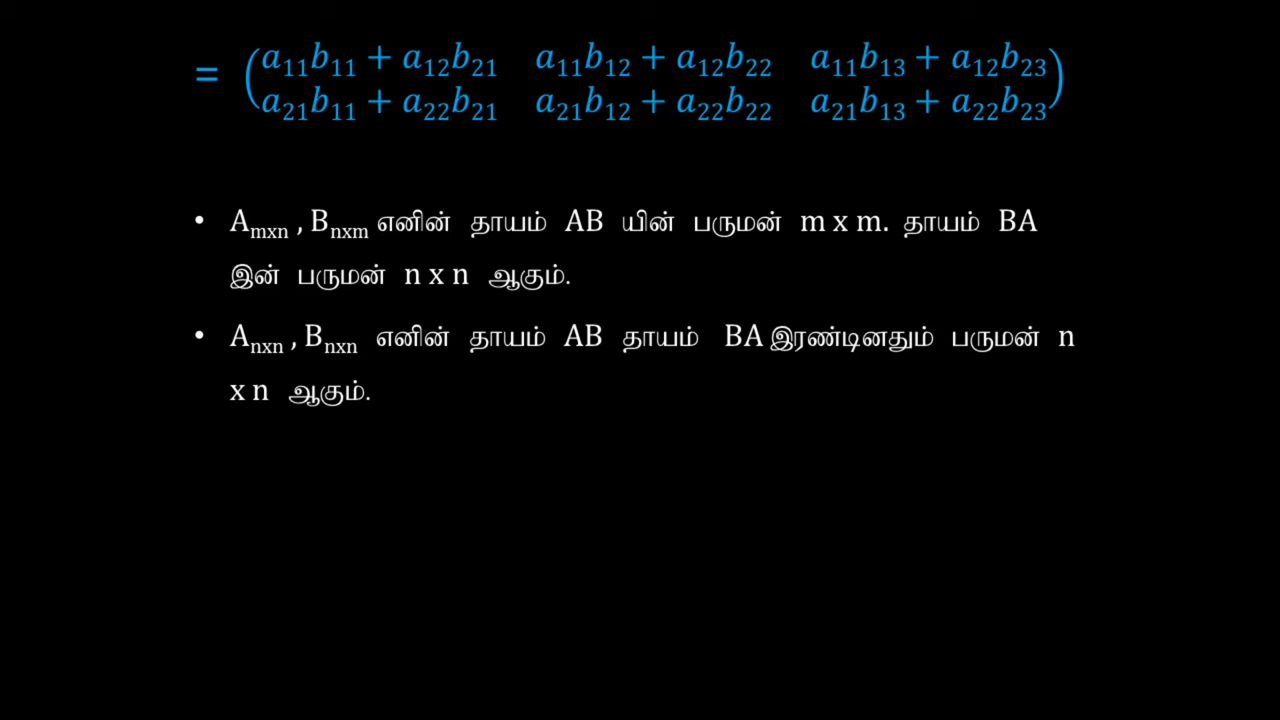 = (a₁₁b₁₁ + a₁₂b₂₁ a₁₁b₁₂ + a₁₂b₂₂ a₁₁b₁₃ + a₁₂b₂₃
a₂₁b₁₁ + a₂₂b₂₁ a₂₁b₁₂ + a₂₂b₂₂ a₂₁b₁₃ + a₂₂b₂₃)
• Aₘₓₙ , Bₙₓₘ எனின் தாயம் AB யின் பருமன் m x m. தாயம் BA
இன் பருமன் n x n ஆகும்.
• Aₙₓₙ , Bₙₓₙ எனின் தாயம் AB தாயம் BA இரண்டினதும் பருமன் n
x n ஆகும்.